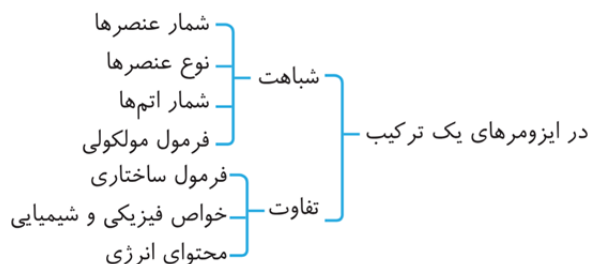 در ایزومرهای یک ترکیب
شباهت
شمار عنصرها
نوع عنصرها
شمار اتم‌ها
فرمول مولکولی
تفاوت
فرمول ساختاری
خواص فیزیکی و شیمیایی
محتوای انرژی